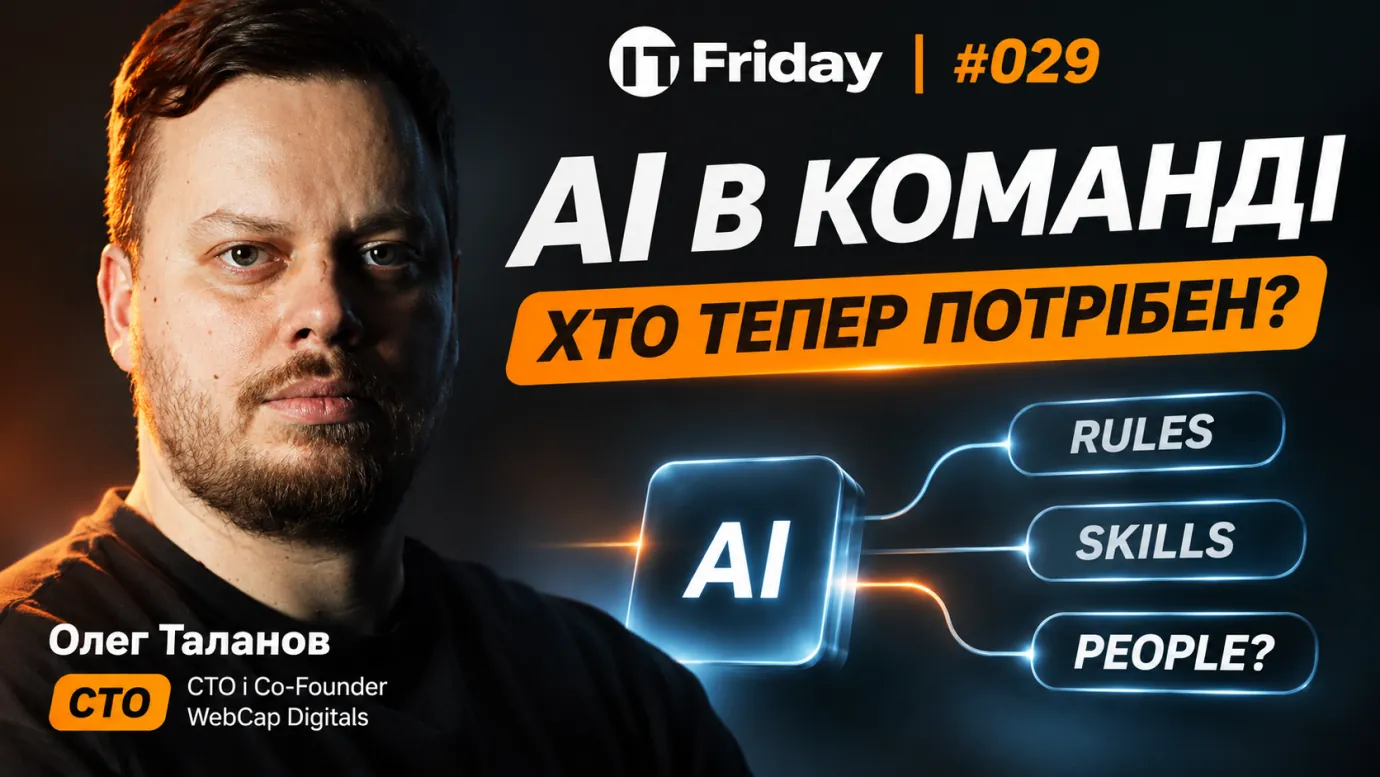 IT Friday | #029
AI В КОМАНДІ
ХТО ТЕПЕР ПОТРІБЕН?
AI
RULES
SKILLS
PEOPLE?
Олег Таланов
CTO
CTO і Co-Founder
WebCap Digitals